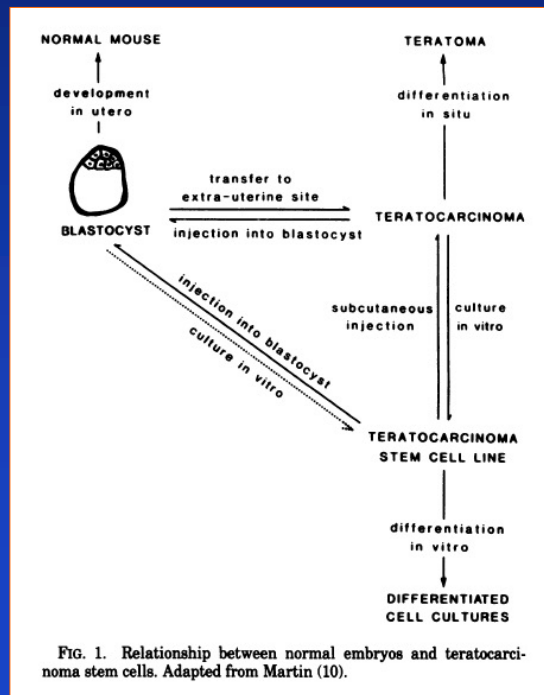 NORMAL MOUSE
TERATOMA
development
in utero
differentiation
in situ
BLASTOCYST
transfer to
extra-uterine site
injection into blastocyst
TERATOCARCINOMA
injection into blastocyst
culture in vitro
subcutaneous
injection
culture
in vitro
TERATOCARCINOMA
STEM CELL LINE
differentiation
in vitro
DIFFERENTIATED
CELL CULTURES
FIG. 1. Relationship between normal embryos and teratocarci-
noma stem cells. Adapted from Martin (10).